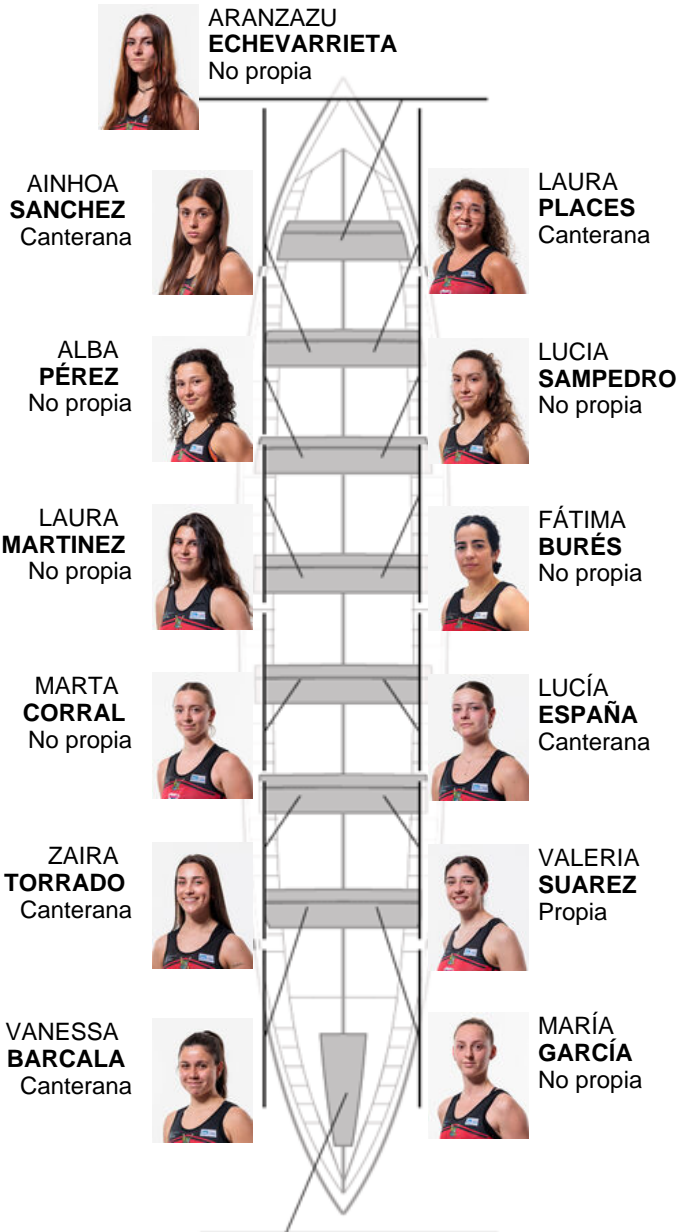 ARANZAZU
ECHEVARRIETA
No propia
AINHOA
SANCHEZ
Canterana
LAURA
PLACES
Canterana
ALBA
PÉREZ
No propia
LUCIA
SAMPEDRO
No propia
LAURA
MARTINEZ
No propia
FÁTIMA
BURÉS
No propia
MARTA
CORRAL
No propia
LUCÍA
ESPAÑA
Canterana
ZAIRA
TORRADO
Canterana
VALERIA
SUAREZ
Propia
VANESSA
BARCALA
Canterana
MARÍA
GARCÍA
No propia